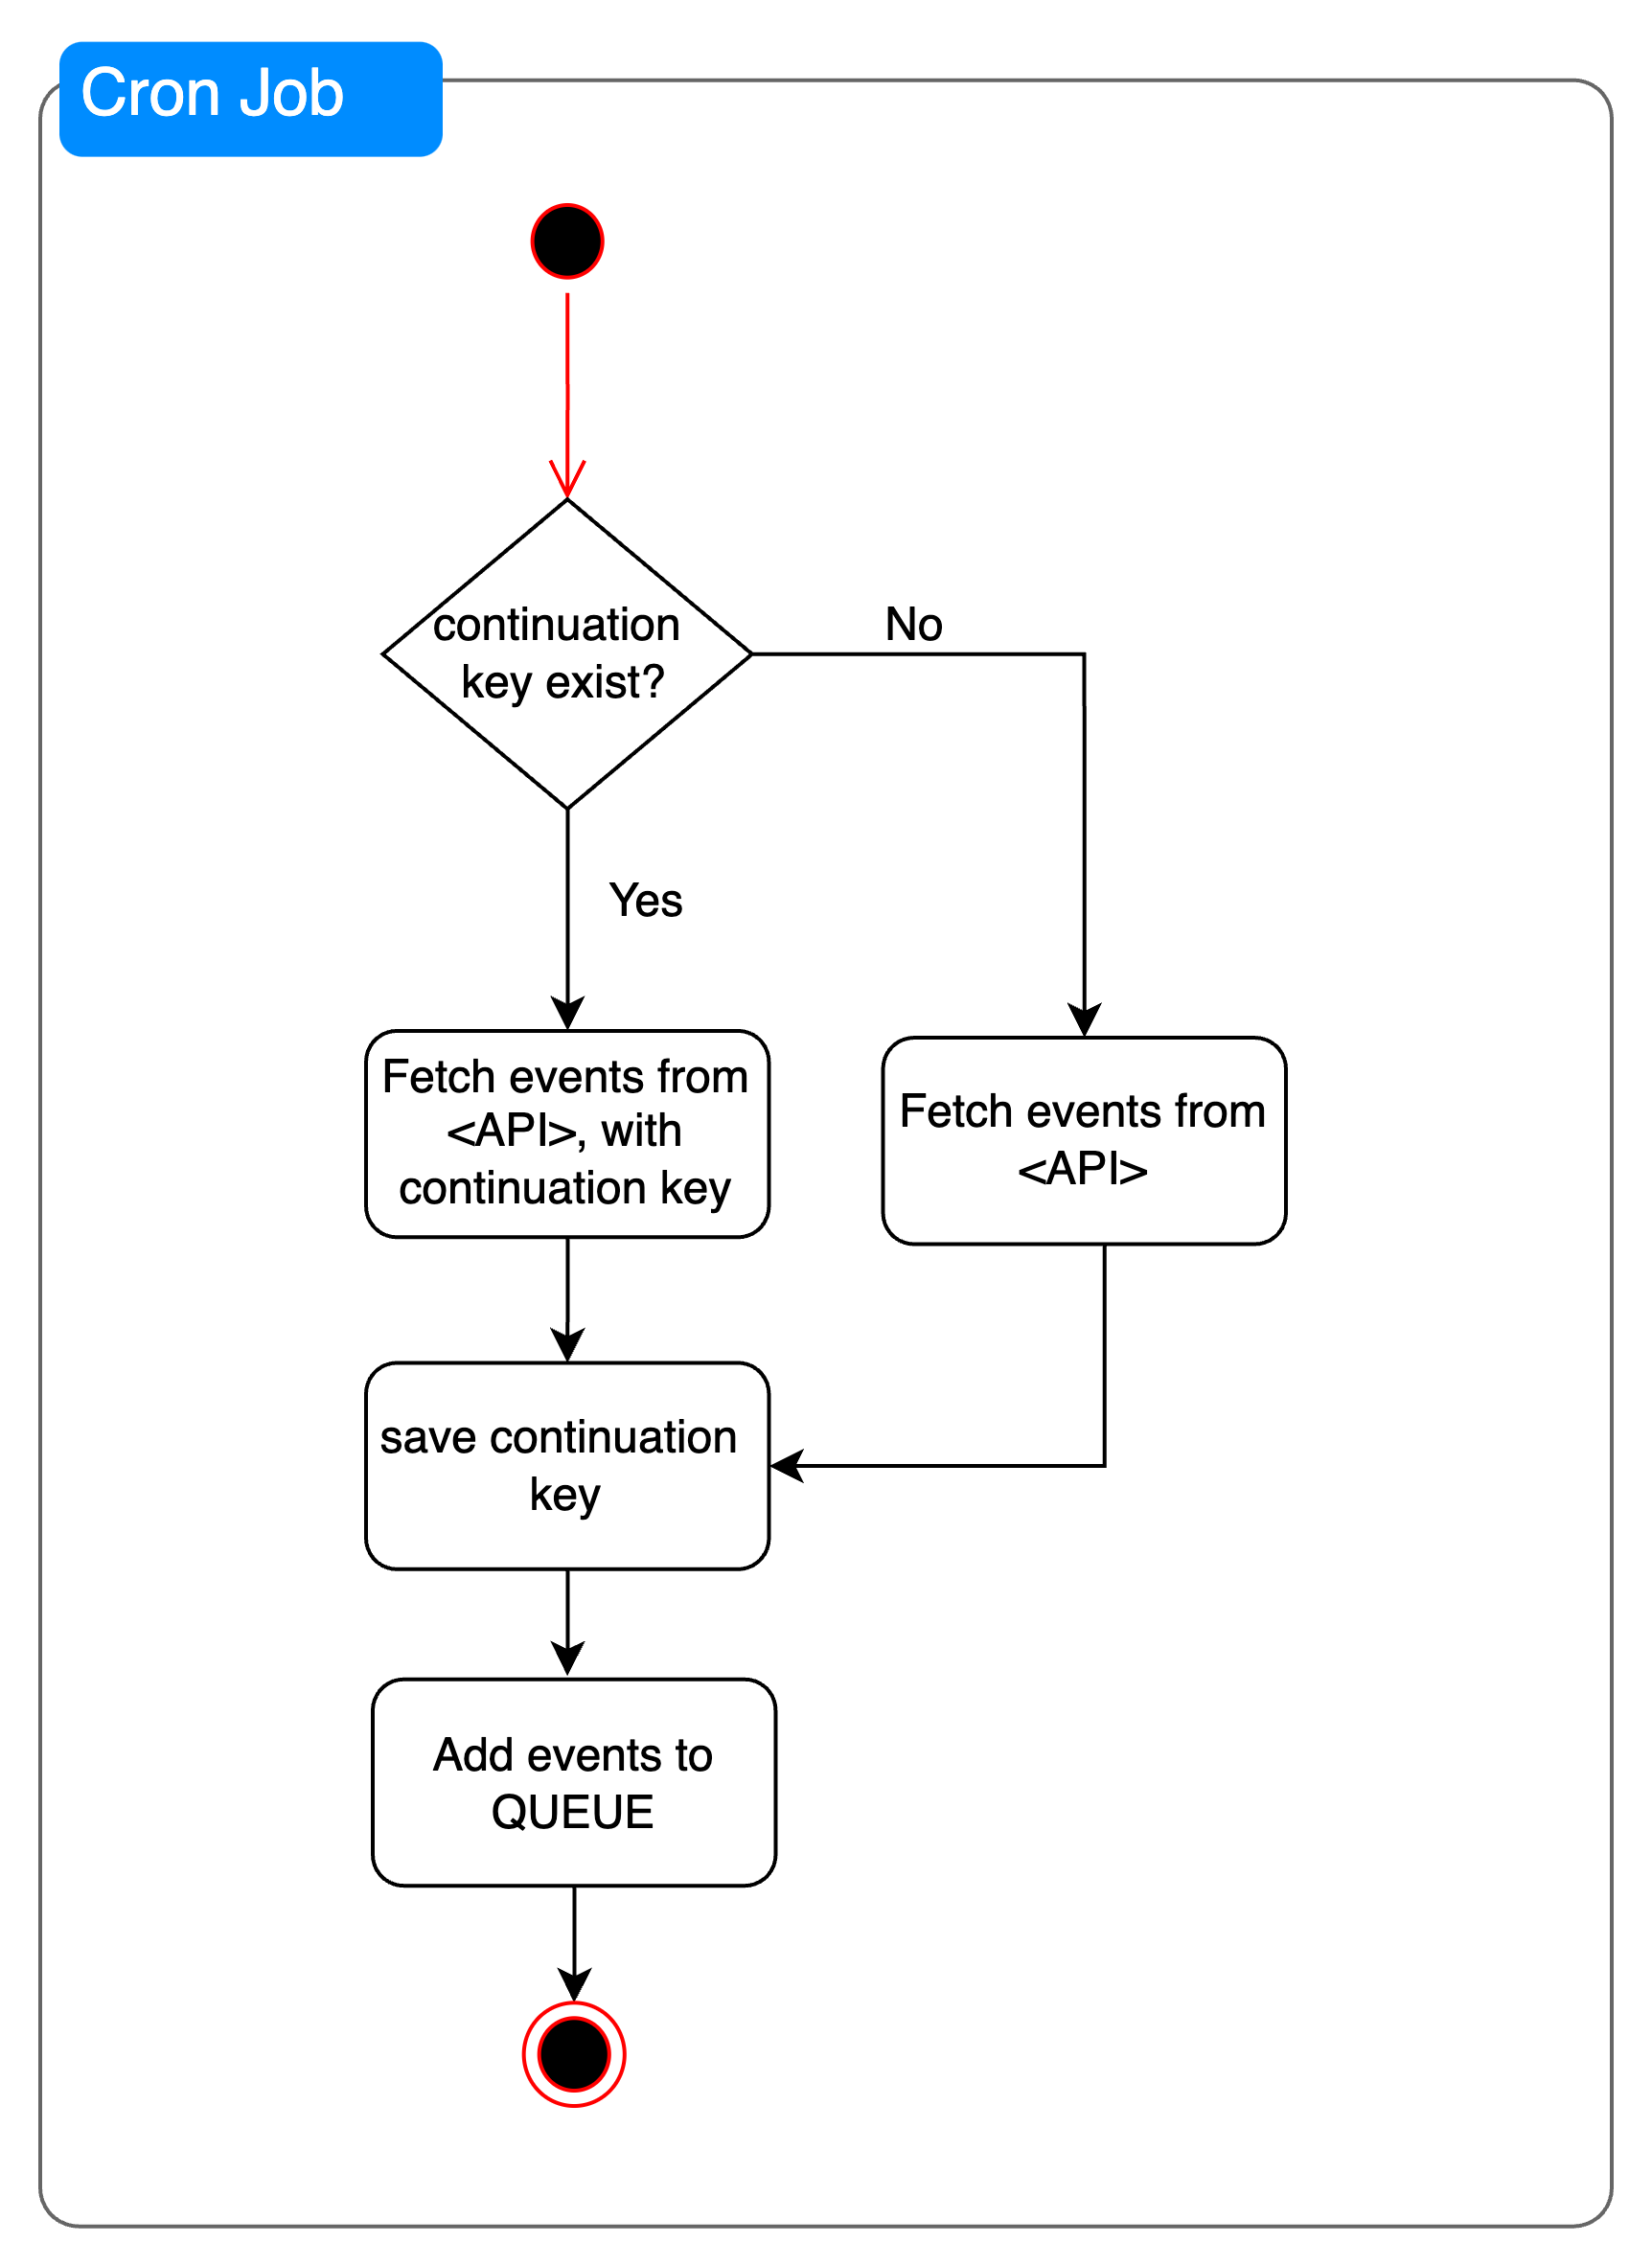 Cron Job
continuation
key exist?
No
Yes
Fetch events from
<API>, with
continuation key
Fetch events from
<API>
save continuation
key
Add events to
QUEUE